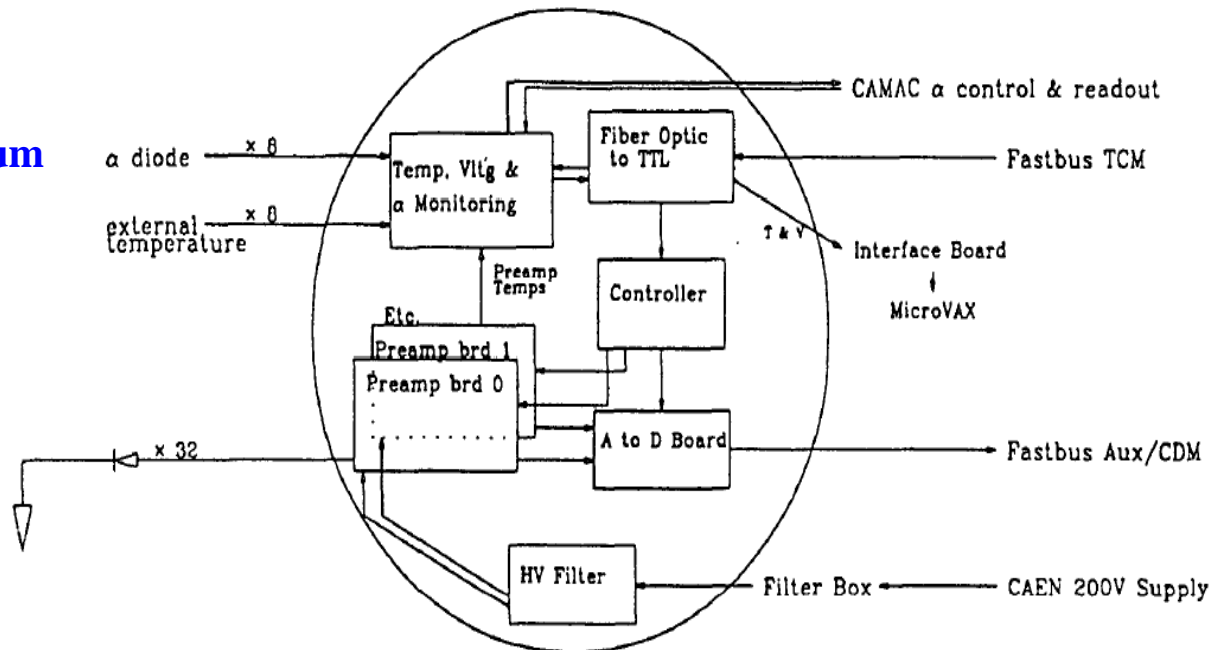 CAMAC α control & readout
um
α diode
× 8
Temp, Vlt'g &
α Monitoring
Fiber Optic
to TTL
Fastbus TCM
× 8
external
temperature
T & V
Interface Board
MicroVAX
Preamp
Temps
Controller
Etc.
Preamp brd 1
Preamp brd 0
× 32
A to D Board
Fastbus Aux/CDM
HV Filter
Filter Box
CAEN 200V Supply